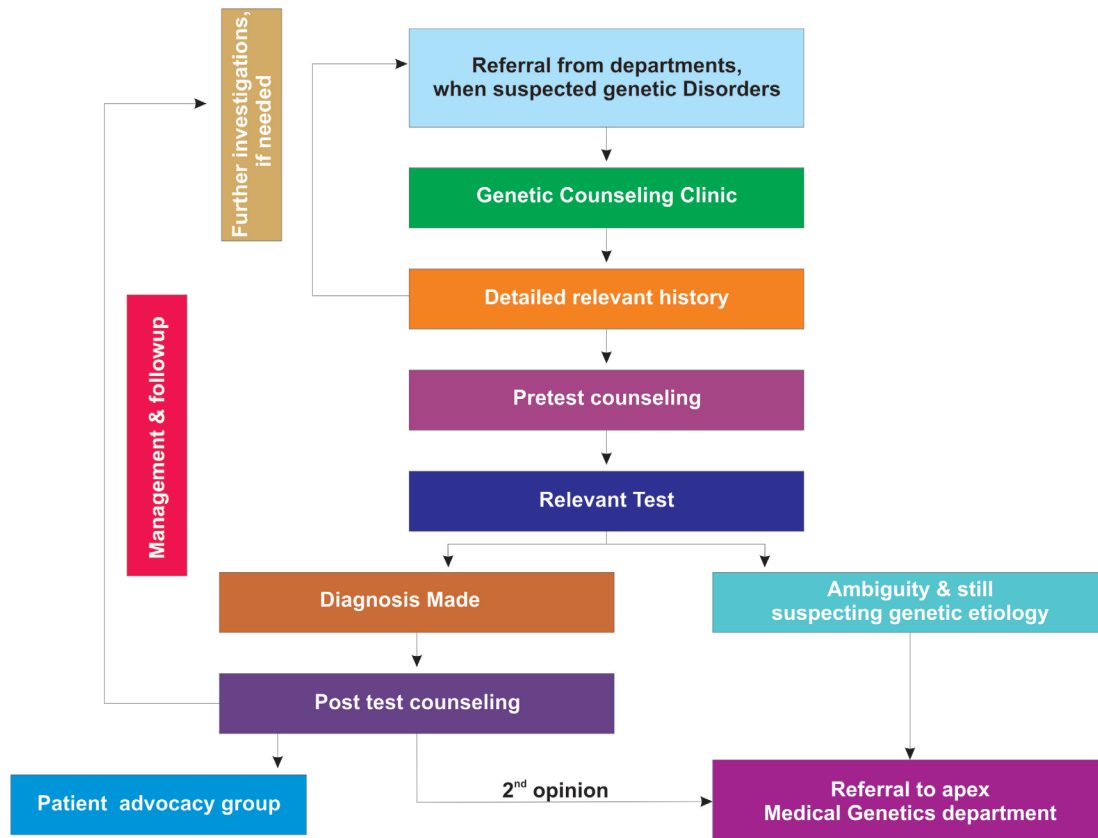 Further investigations,
if needed
Referral from departments,
when suspected genetic Disorders
Genetic Counseling Clinic
Detailed relevant history
Management & followup
Pretest counseling
Relevant Test
Diagnosis Made
Ambiguity & still
suspecting genetic etiology
Post test counseling
2nd opinion
Patient advocacy group
Referral to apex
Medical Genetics department